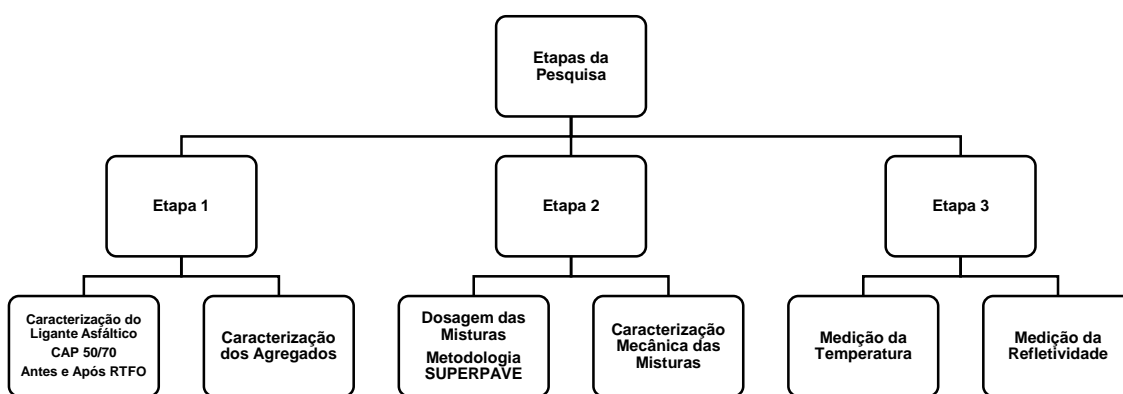 Etapas da
Pesquisa
Etapa 1
Etapa 2
Etapa 3
Caracterização do
Ligante Asfáltico
CAP 50/70
Antes e Após RTFO
Caracterização
dos Agregados
Dosagem das
Misturas
Metodologia
SUPERPAVE
Caracterização
Mecânica das
Misturas
Medição da
Temperatura
Medição da
Refletividade